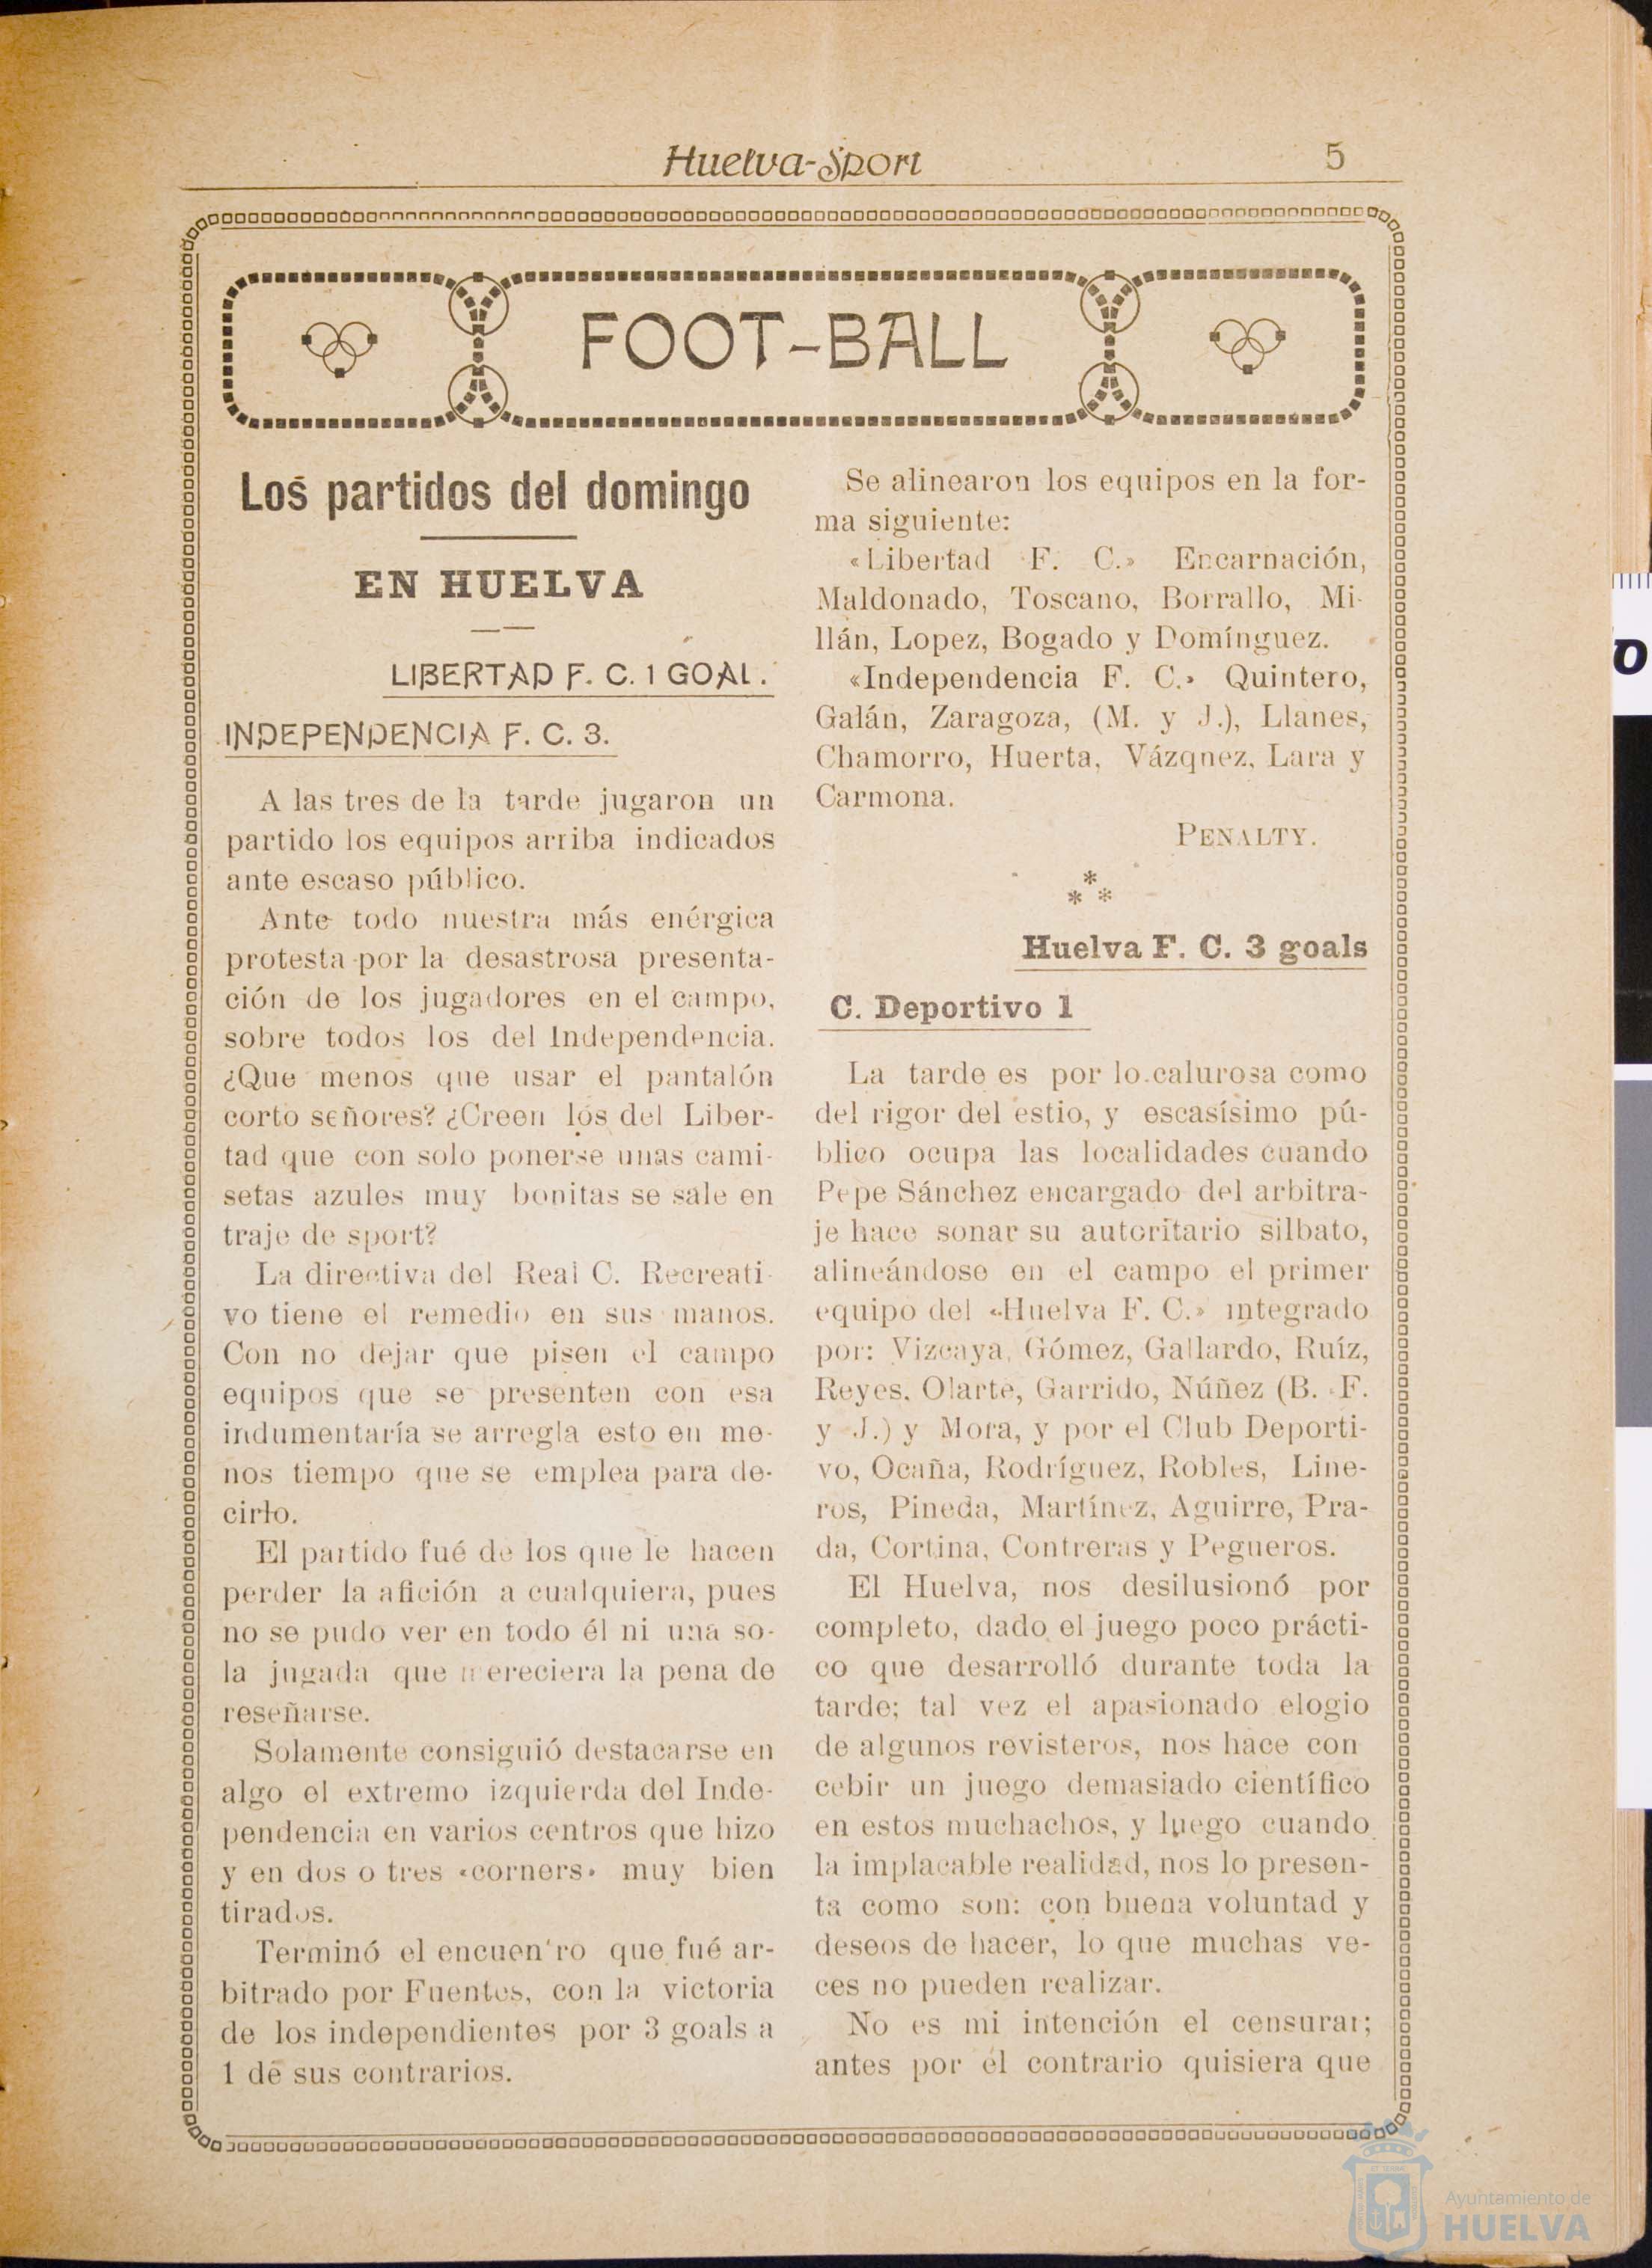 Huelva-Sport
5
FOOT-BALL
Los partidos del domingo
EN HUELVA
LIBERTAD F. C. 1 GOAL.
INDEPENDENCIA F. C. 3.
A las tres de la tarde jugaron un
partido los equipos arriba indicados
ante escaso público.
Ante todo nuestra más enérgica
protesta por la desastrosa presenta-
ción de los jugadores en el campo,
sobre todos los del Independencia.
¿Que menos que usar el pantalón
corto señores? ¿Creen los del Liber-
tad que con solo ponerse unas cami-
setas azules muy bonitas se sale en
traje de sport?
La directiva del Real C. Recreati-
vo tiene el remedio en sus manos.
Con no dejar que pisen el campo
equipos que se presenten con esa
indumentaría se arregla esto en me-
nos tiempo que se emplea para de-
cirlo.
El partido fué de los que le hacen
perder la afición a cualquiera, pues
no se pudo ver en todo él ni una so-
la jugada que mereciera la pena de
reseñarse.
Solamente consiguió destacarse en
algo el extremo izquierda del Inde-
pendencia en varios centros que hizo
y en dos o tres «corners» muy bien
tirados.
Terminó el encuen'ro que fué ar-
bitrado por Fuentes, con la victoria
de los independientes por 3 goals a
1 de sus contrarios.
Se alinearon los equipos en la for-
ma siguiente:
«Libertad F. C.» Encarnación,
Maldonado, Toscano, Borrallo, Mi-
llán, Lopez, Bogado y Domínguez.
«Independencia F. C.» Quintero,
Galán, Zaragoza, (M. y J.), Llanes,
Chamorro, Huerta, Vázqnez, Lara y
Carmona.
PENALTY.
***
Huelva F. C. 3 goals
C. Deportivo 1
La tarde es por lo calurosa como
del rigor del estio, y escasísimo pú-
blico ocupa las localidades cuando
Pepe Sánchez encargado del arbitra-
je hace sonar su autoritario silbato,
alineándose en el campo el primer
equipo del «Huelva F. C.» integrado
por: Vizcaya, Gómez, Gallardo, Ruíz,
Reyes, Olarte, Garrido, Núñez (B. F.
y J.) y Mora, y por el Club Deporti-
vo, Ocaña, Rodríguez, Robles, Line-
ros, Pineda, Martínez, Aguirre, Pra-
da, Cortina, Contreras y Pegueros.
El Huelva, nos desilusionó por
completo, dado el juego poco prácti-
co que desarrolló durante toda la
tarde; tal vez el apasionado elogio
de algunos revisteros, nos hace con
cebir un juego demasiado científico
en estos muchachos, y luego cuando
la implacable realidad, nos lo presen-
ta como son: con buena voluntad y
deseos de hacer, lo que muchas ve-
ces no pueden realizar.
No es mi intención el censurar;
antes por el contrario quisiera que
Ayuntamiento de
HUELVA